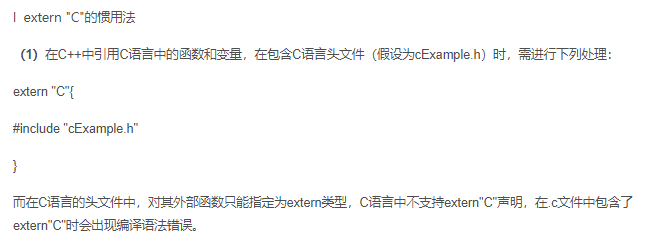 l  extern "C"的惯用法
（1）在C++中引用C语言中的函数和变量，在包含C语言头文件（假设为cExample.h）时，需进行下列处理：
extern "C"{
#include "cExample.h"
}
而在C语言的头文件中，对其外部函数只能指定为extern类型，C语言中不支持extern"C"声明，在.c文件中包含了
extern"C"时会出现编译语法错误。